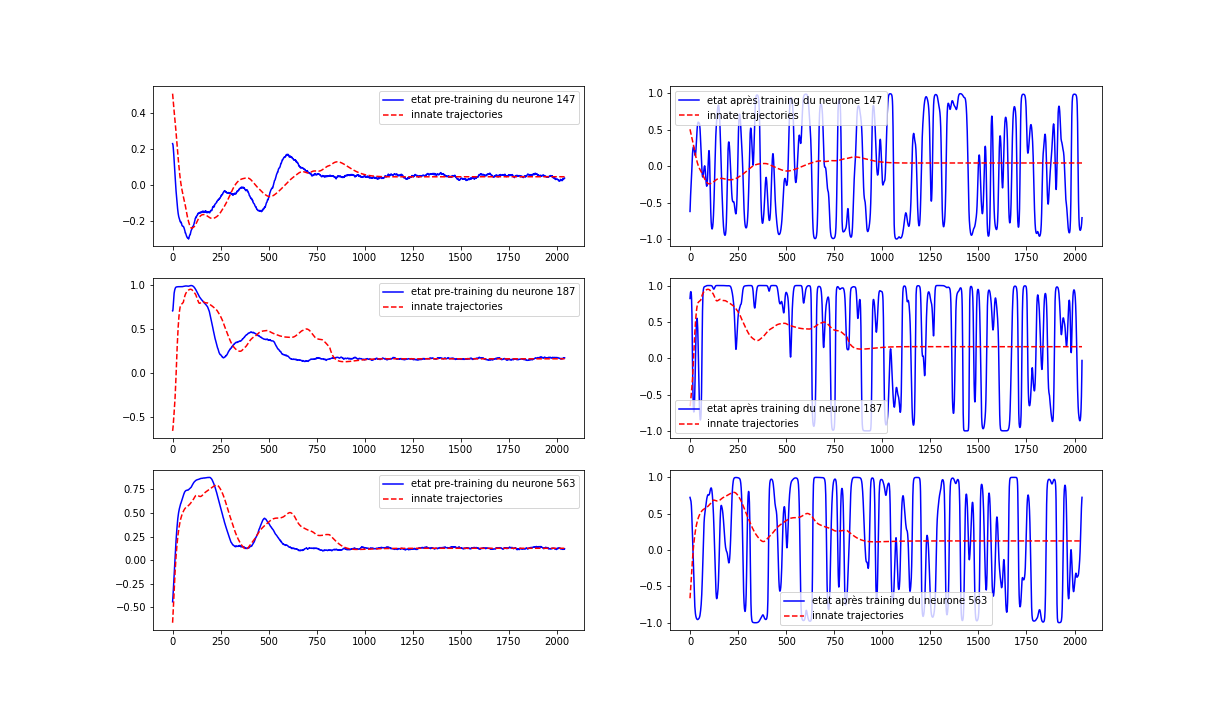 etat pre-training du neurone 147
innate trajectories
0.4
0.2
0.0
−0.2
0 250 500 750 1000 1250 1500 1750 2000
etat après training du neurone 147
innate trajectories
1.0
0.5
0.0
−0.5
−1.0
0 250 500 750 1000 1250 1500 1750 2000
etat pre-training du neurone 187
innate trajectories
1.0
0.5
0.0
−0.5
0 250 500 750 1000 1250 1500 1750 2000
etat après training du neurone 187
innate trajectories
1.0
0.5
0.0
−0.5
−1.0
0 250 500 750 1000 1250 1500 1750 2000
etat pre-training du neurone 563
innate trajectories
0.75
0.50
0.25
0.00
−0.25
−0.50
0 250 500 750 1000 1250 1500 1750 2000
etat après training du neurone 563
innate trajectories
1.0
0.5
0.0
−0.5
−1.0
0 250 500 750 1000 1250 1500 1750 2000